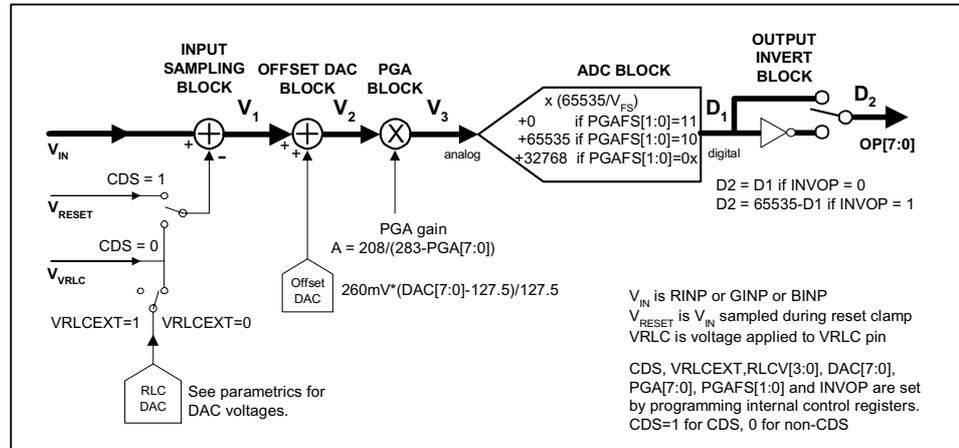 INPUT
SAMPLING
BLOCK
OFFSET DAC
BLOCK
PGA
BLOCK
ADC BLOCK
OUTPUT
INVERT
BLOCK
V1
V2
V3
x (65535/VFS)
+0 if PGAFS[1:0]=11
+65535 if PGAFS[1:0]=10
+32768 if PGAFS[1:0]=0x
D1
D2
+
+
X
+
−
+
+
VIN
analog
digital
OP[7:0]
CDS = 1
VRESET
CDS = 0
VVRLC
VRLCEXT=1
VRLCEXT=0
RLC
DAC
See parametrics for
DAC voltages.
PGA gain
A = 208/(283-PGA[7:0])
Offset
DAC
260mV*(DAC[7:0]-127.5)/127.5
D2 = D1 if INVOP = 0
D2 = 65535-D1 if INVOP = 1
VIN is RINP or GINP or BINP
VRESET is VIN sampled during reset clamp
VRLC is voltage applied to VRLC pin
CDS, VRLCEXT,RLCV[3:0], DAC[7:0],
PGA[7:0], PGAFS[1:0] and INVOP are set
by programming internal control registers.
CDS=1 for CDS, 0 for non-CDS